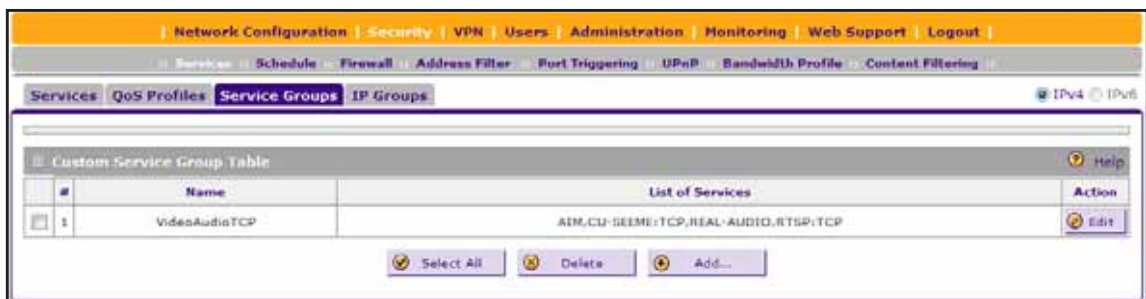 Network Configuration | Security | VPN | Users | Administration | Monitoring | Web Support | Logout
Services :: Schedule :: Firewall :: Address Filter :: Port Triggering :: UPnP :: Bandwidth Profile :: Content Filtering
Services QoS Profiles Service Groups IP Groups IPv4 IPv6
Custom Service Group Table Help
# Name List of Services Action
1 VideoAudioTCP AIM,CU-SEEME:TCP,REAL-AUDIO,RTSP:TCP Edit
Select All Delete Add...